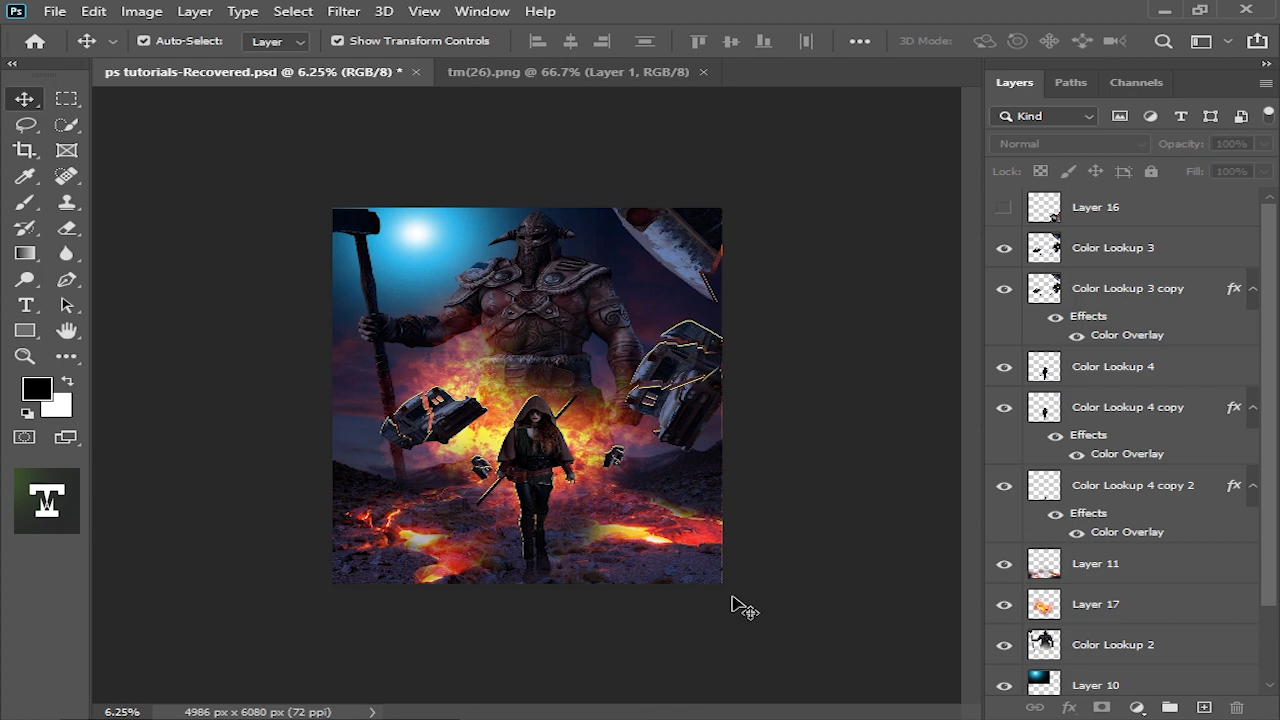 Ps File Edit Image Layer Type Select Filter 3D View Window Help
Auto-Select: Layer Show Transform Controls 3D Mode:
ps tutorials-Recovered.psd @ 6.25% (RGB/8) * × tm(26).png @ 66.7% (Layer 1, RGB/8) ×
Layers Paths Channels
Kind
Normal Opacity: 100%
Lock: Fill: 100%
Layer 16
Color Lookup 3
Color Lookup 3 copy fx
Effects
Color Overlay
Color Lookup 4
Color Lookup 4 copy fx
Effects
Color Overlay
Color Lookup 4 copy 2 fx
Effects
Color Overlay
Layer 11
Layer 17
Color Lookup 2
Layer 10
TM
6.25% 4986 px x 6080 px (72 ppi)
fx